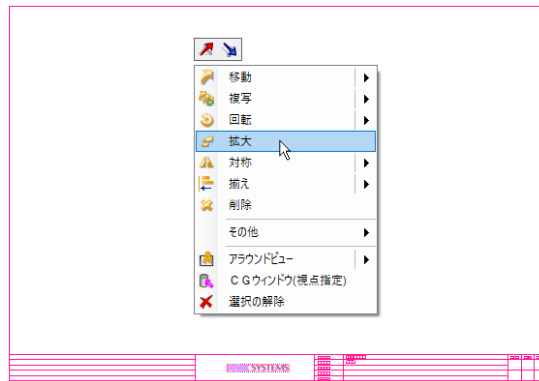 移動
複写
回転
拡大
対称
揃え
削除
その他
アラウンドビュー
ＣＧウィンドウ(視点指定)
選択の解除
SYSTEMS